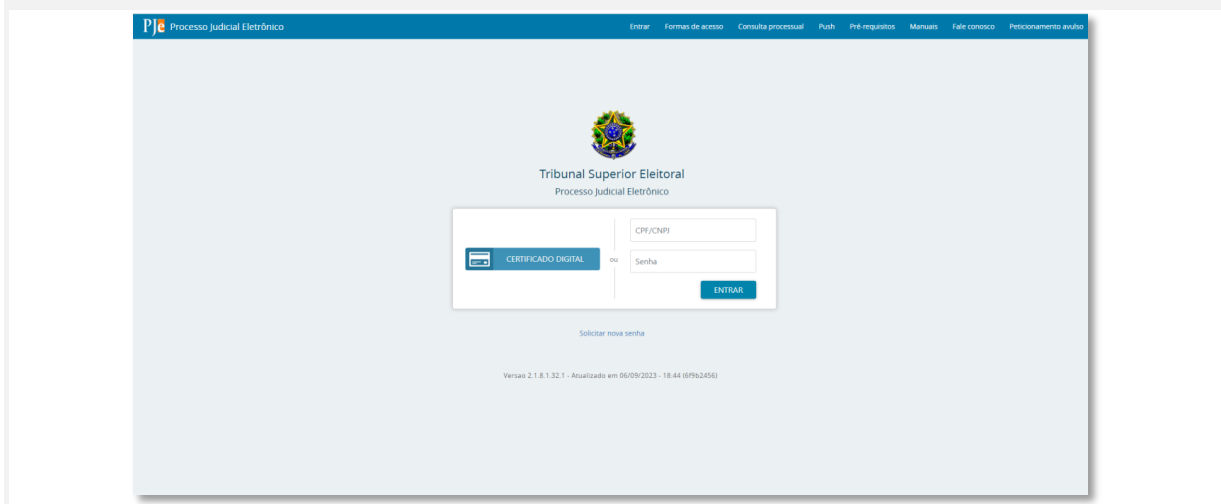 PJe Processo Judicial Eletrônico Entrar Formas de acesso Consulta processual Push Pré-requisitos Manuais Fale conosco Peticionamento avulso
Tribunal Superior Eleitoral
Processo Judicial Eletrônico
CPF/CNPJ
CERTIFICADO DIGITAL ou Senha
ENTRAR
Solicitar nova senha
Versao 2.1.8.1.32.1 - Atualizado em 06/09/2023 - 18:44 (6f9b2456)